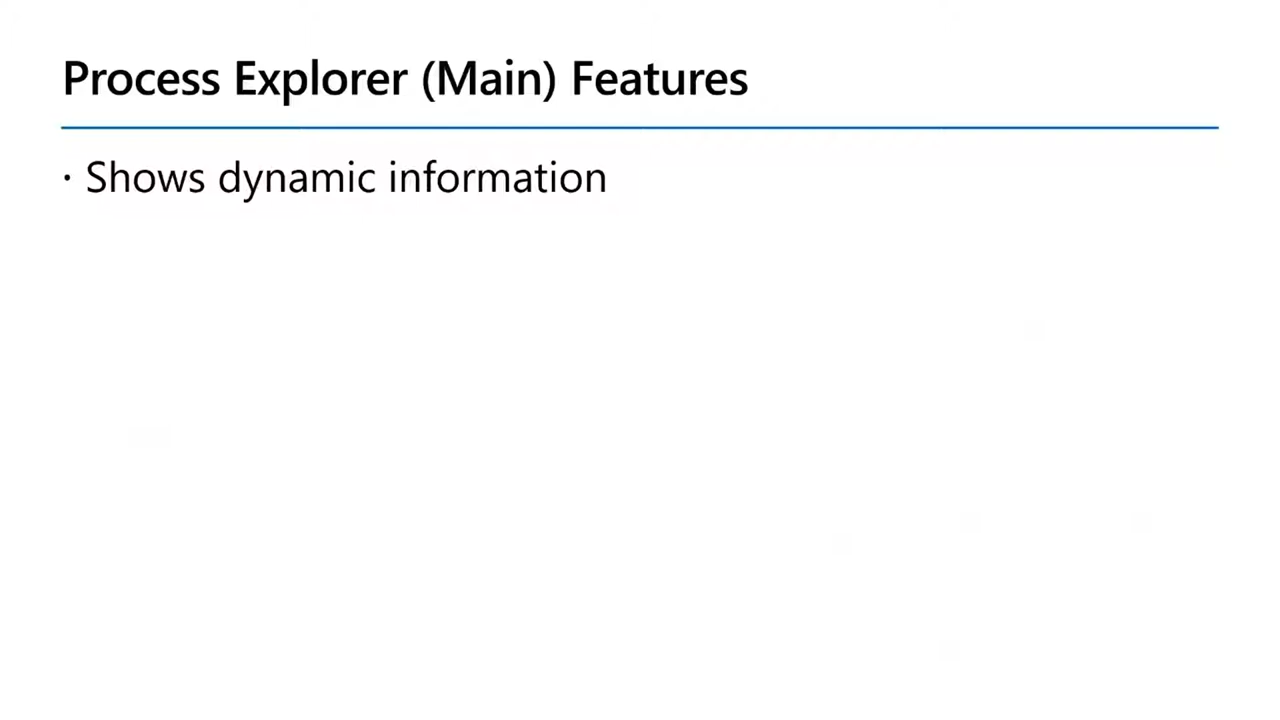 Process Explorer (Main) Features
· Shows dynamic information